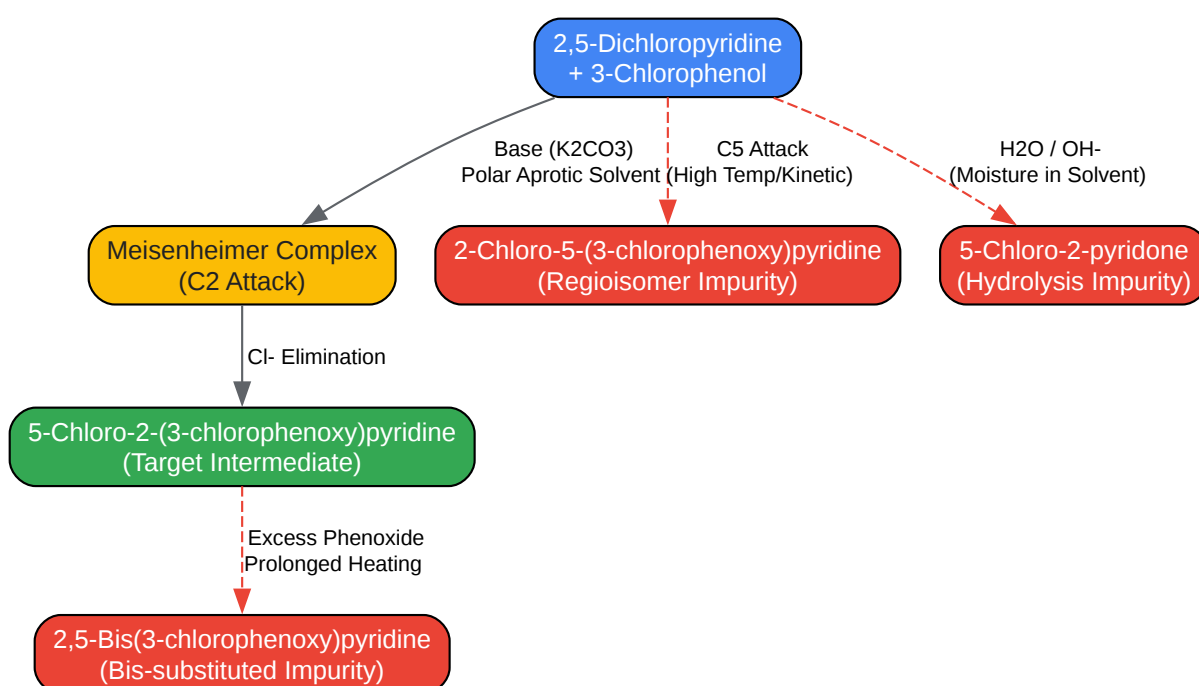 2,5-Dichloropyridine
+ 3-Chlorophenol
Base (K2CO3)
Polar Aprotic Solvent
C5 Attack
(High Temp/Kinetic)
H2O / OH-
(Moisture in Solvent)
Meisenheimer Complex
(C2 Attack)
2-Chloro-5-(3-chlorophenoxy)pyridine
(Regioisomer Impurity)
5-Chloro-2-pyridone
(Hydrolysis Impurity)
Cl- Elimination
5-Chloro-2-(3-chlorophenoxy)pyridine
(Target Intermediate)
Excess Phenoxide
Prolonged Heating
2,5-Bis(3-chlorophenoxy)pyridine
(Bis-substituted Impurity)